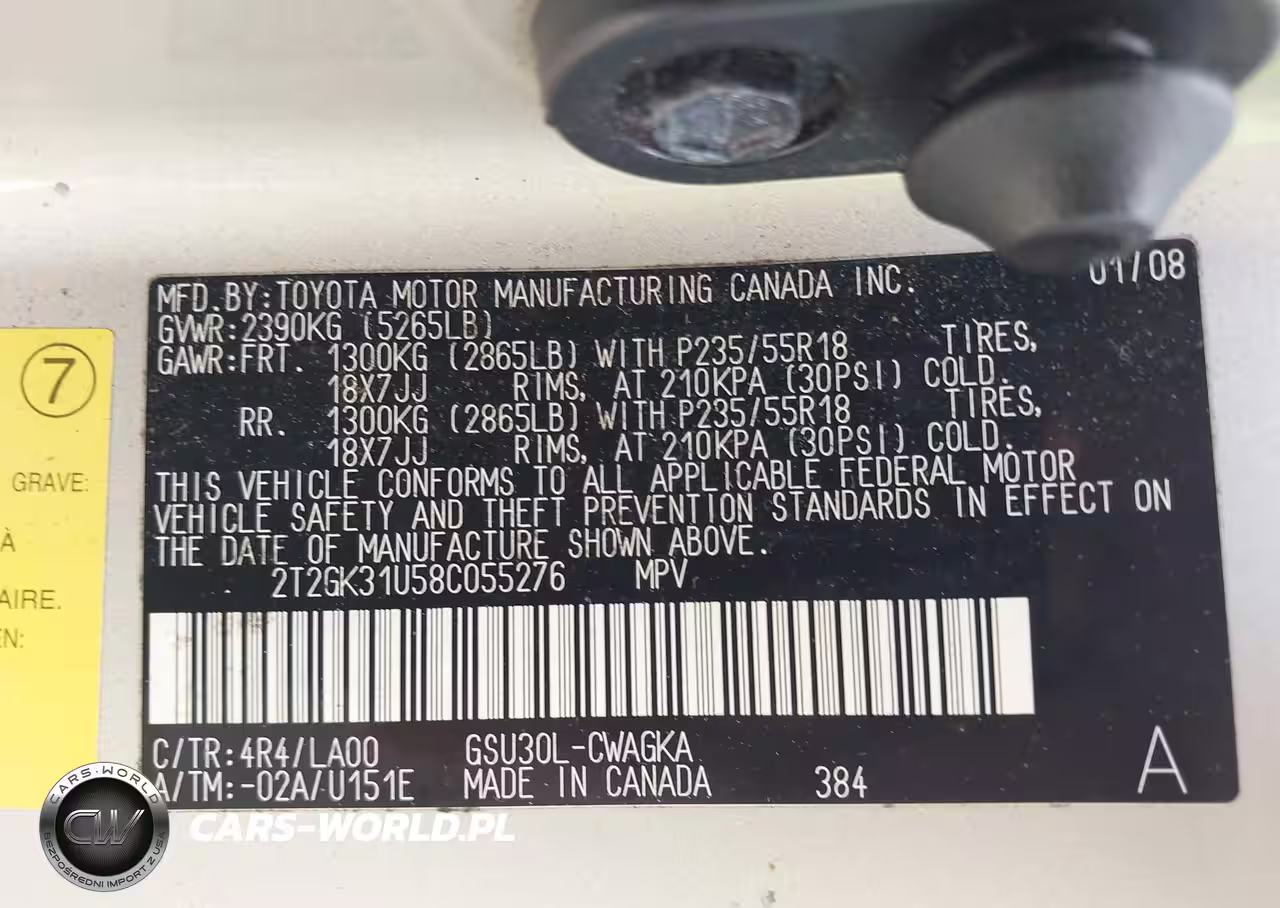 01/08
MFD.BY:TOYOTA MOTOR MANUFACTURING CANADA INC.
GVWR:2390KG (5265LB)
GAWR:FRT. 1300KG (2865LB) WITH P235/55R18 TIRES,
18X7JJ RIMS, AT 210KPA (30PSI) COLD.
RR. 1300KG (2865LB) WITH P235/55R18 TIRES,
18X7JJ RIMS, AT 210KPA (30PSI) COLD.
THIS VEHICLE CONFORMS TO ALL APPLICABLE FEDERAL MOTOR
VEHICLE SAFETY AND THEFT PREVENTION STANDARDS IN EFFECT ON
THE DATE OF MANUFACTURE SHOWN ABOVE.
2T2GK31U58C055276 MPV
C/TR:4R4/LA00 GSU30L-CWAGKA
A/TM:-02A/U151E MADE IN CANADA 384 A
7
GRAVE:
À
AIRE.
EN:
CARS-WORLD
CW
BEZPOŚREDNI IMPORT Z USA
CARS-WORLD.PL